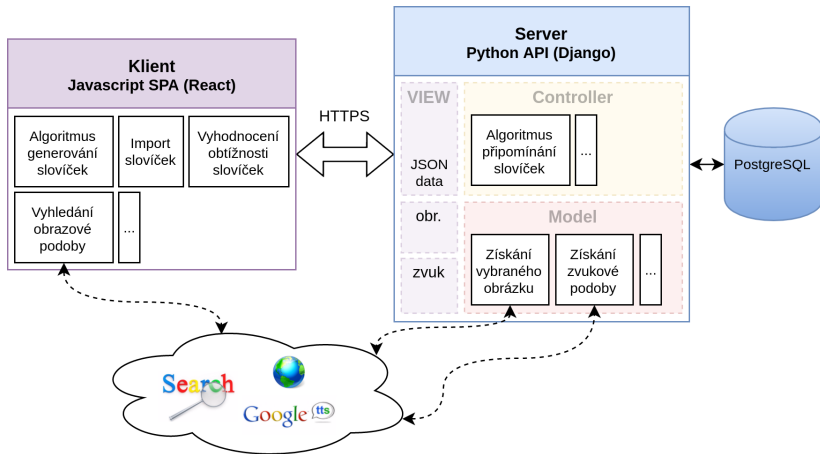 Klient
Javascript SPA (React)
Algoritmus
generování
slovíček
Import
slovíček
Vyhodnocení
obtížnosti
slovíček
Vyhledání
obrazové
podoby
...
HTTPS
Server
Python API (Django)
VIEW
JSON
data
obr.
zvuk
Controller
Algoritmus
připomínání
slovíček
...
Model
Získání
vybraného
obrázku
Získání
zvukové
podoby
...
PostgreSQL
Search
Google
tts